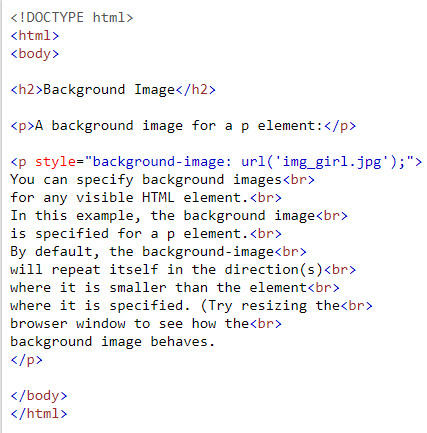 <!DOCTYPE html>
<html>
<body>
<h2>Background Image</h2>
<p>A background image for a p element:</p>
<p style="background-image: url('img_girl.jpg');">
You can specify background images<br>
for any visible HTML element.<br>
In this example, the background image<br>
is specified for a p element.<br>
By default, the background-image<br>
will repeat itself in the direction(s)<br>
where it is smaller than the element<br>
where it is specified. (Try resizing the<br>
browser window to see how the<br>
background image behaves.
</p>
</body>
</html>